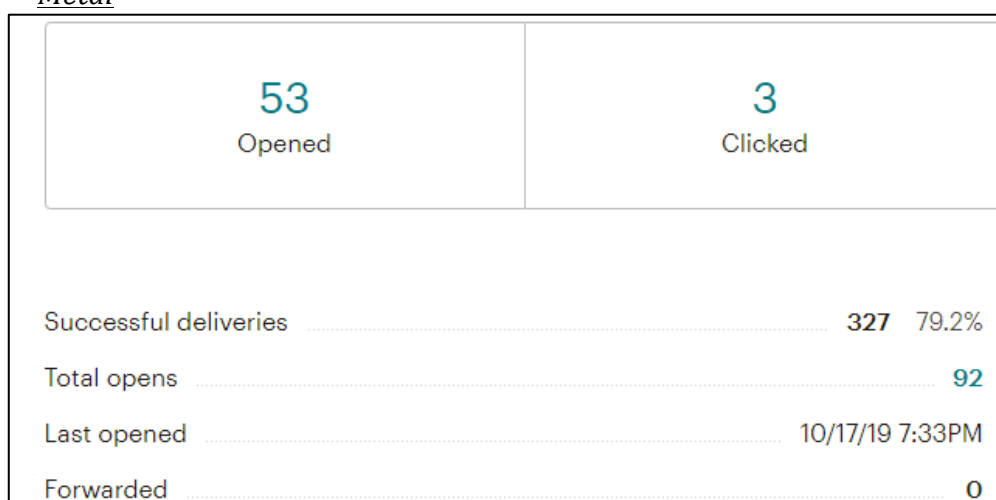 Metal
53 3
Opened Clicked
Successful deliveries 327 79.2%
Total opens 92
Last opened 10/17/19 7:33PM
Forwarded 0